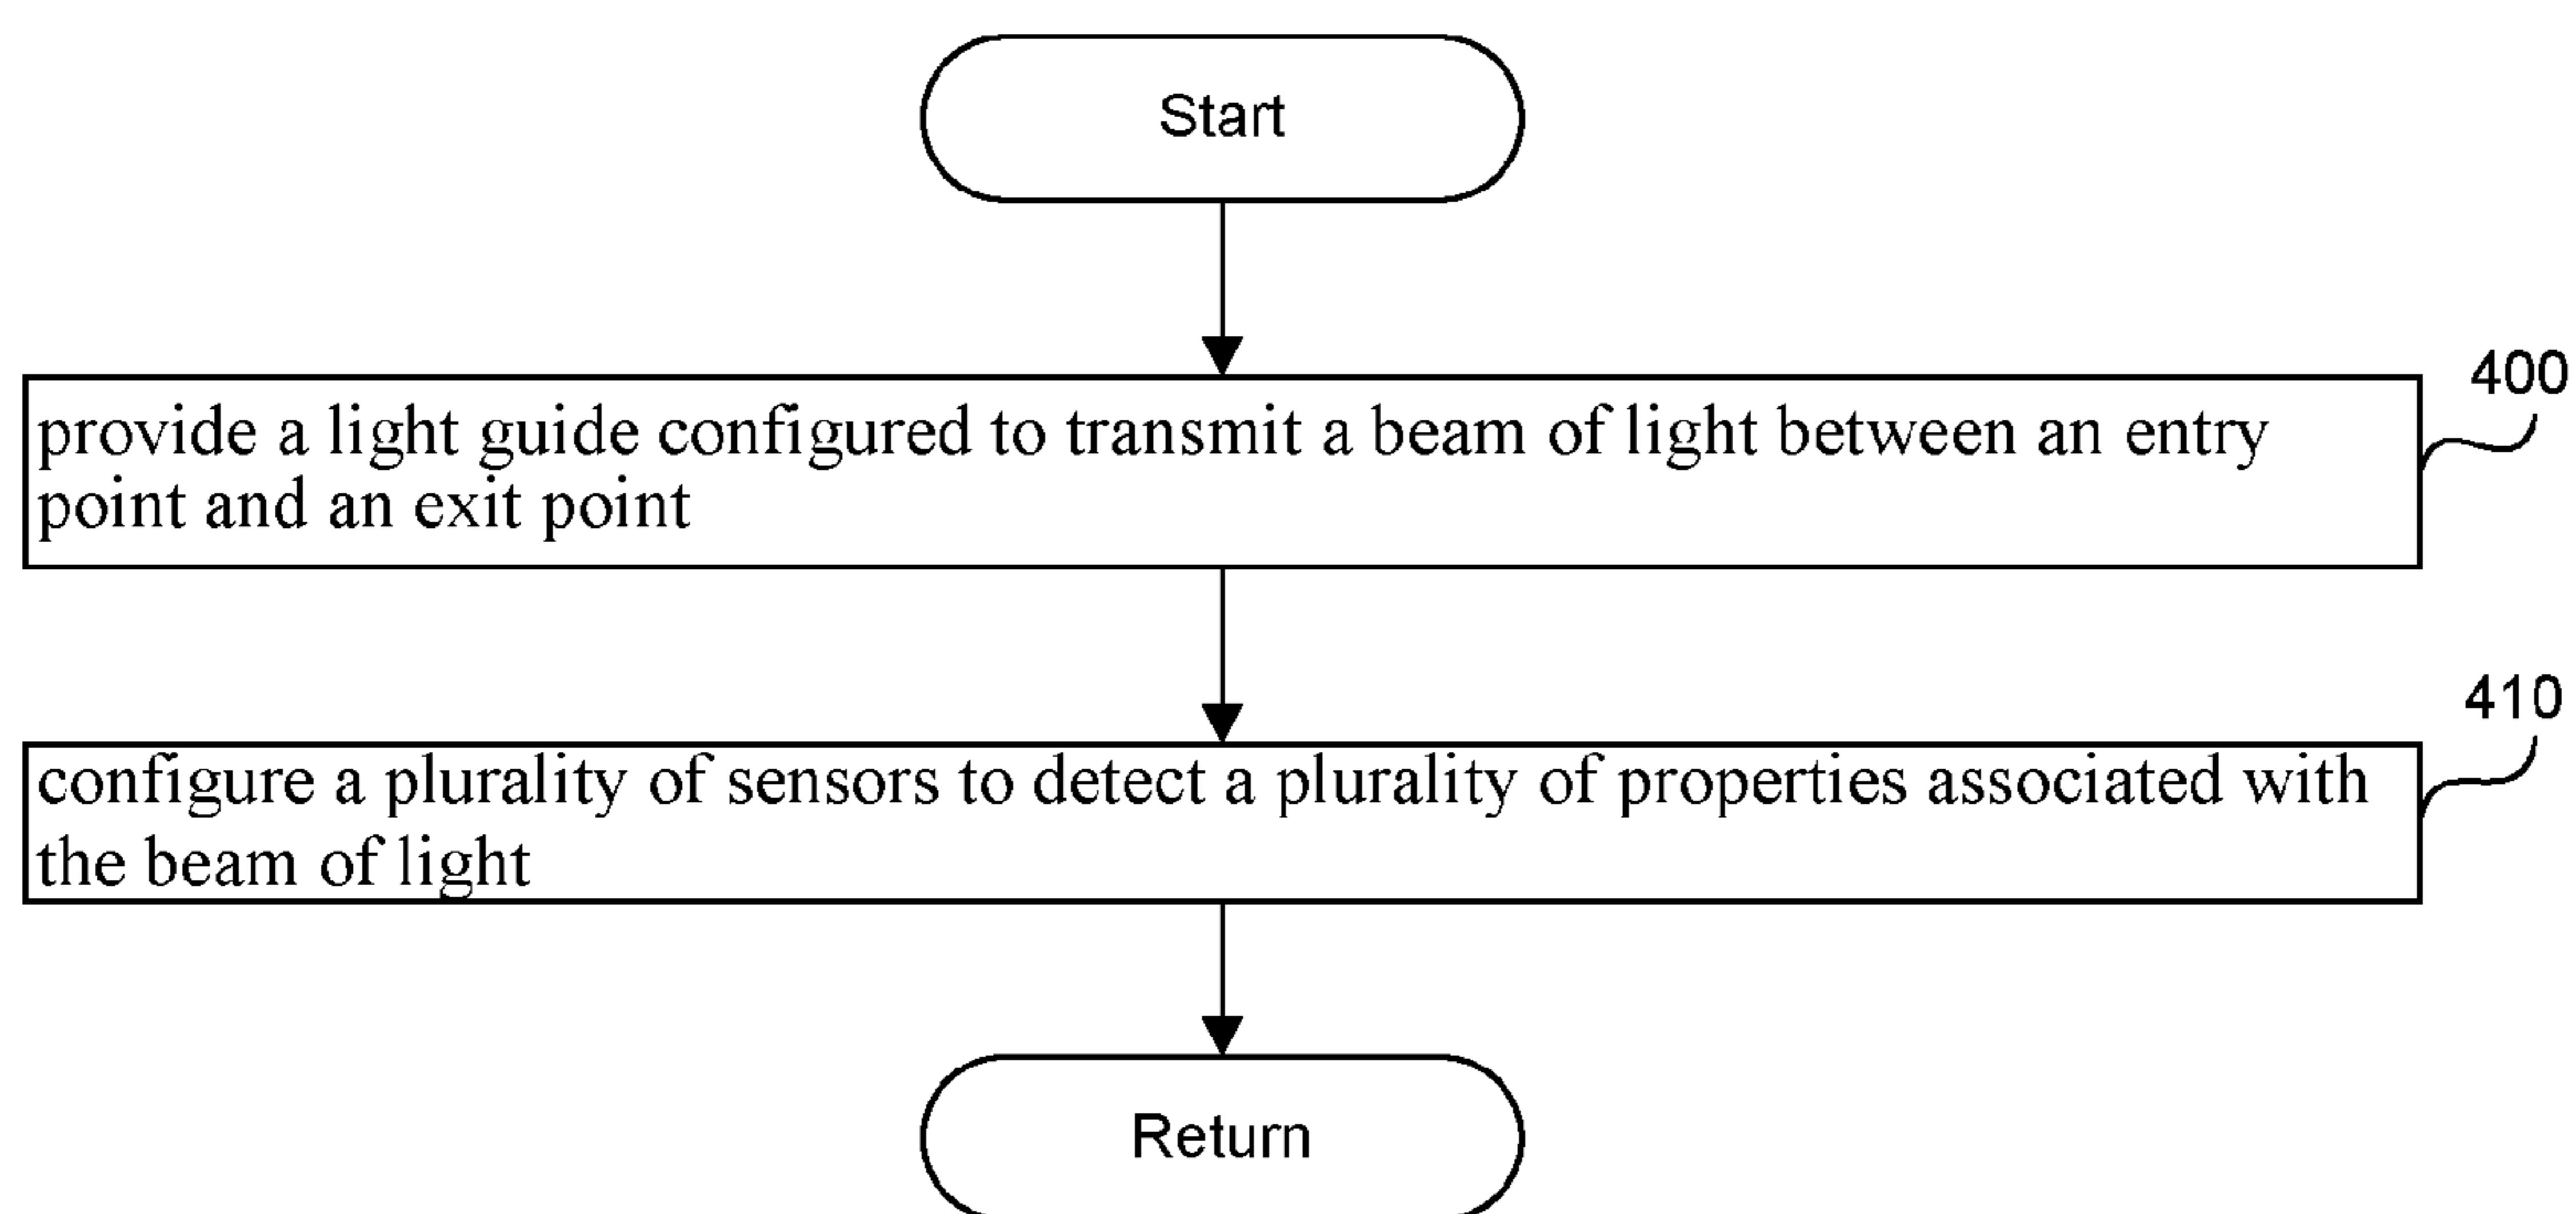 Start
400
provide a light guide configured to transmit a beam of light between an entry
point and an exit point
410
configure a plurality of sensors to detect a plurality of properties associated with
the beam of light
Return